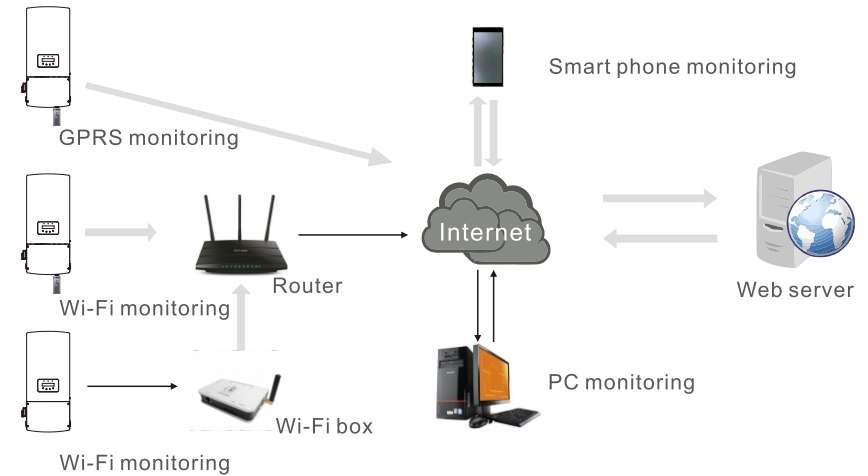 Smart phone monitoring
GPRS monitoring
Internet
Router
Web server
Wi-Fi monitoring
PC monitoring
Wi-Fi box
Wi-Fi monitoring